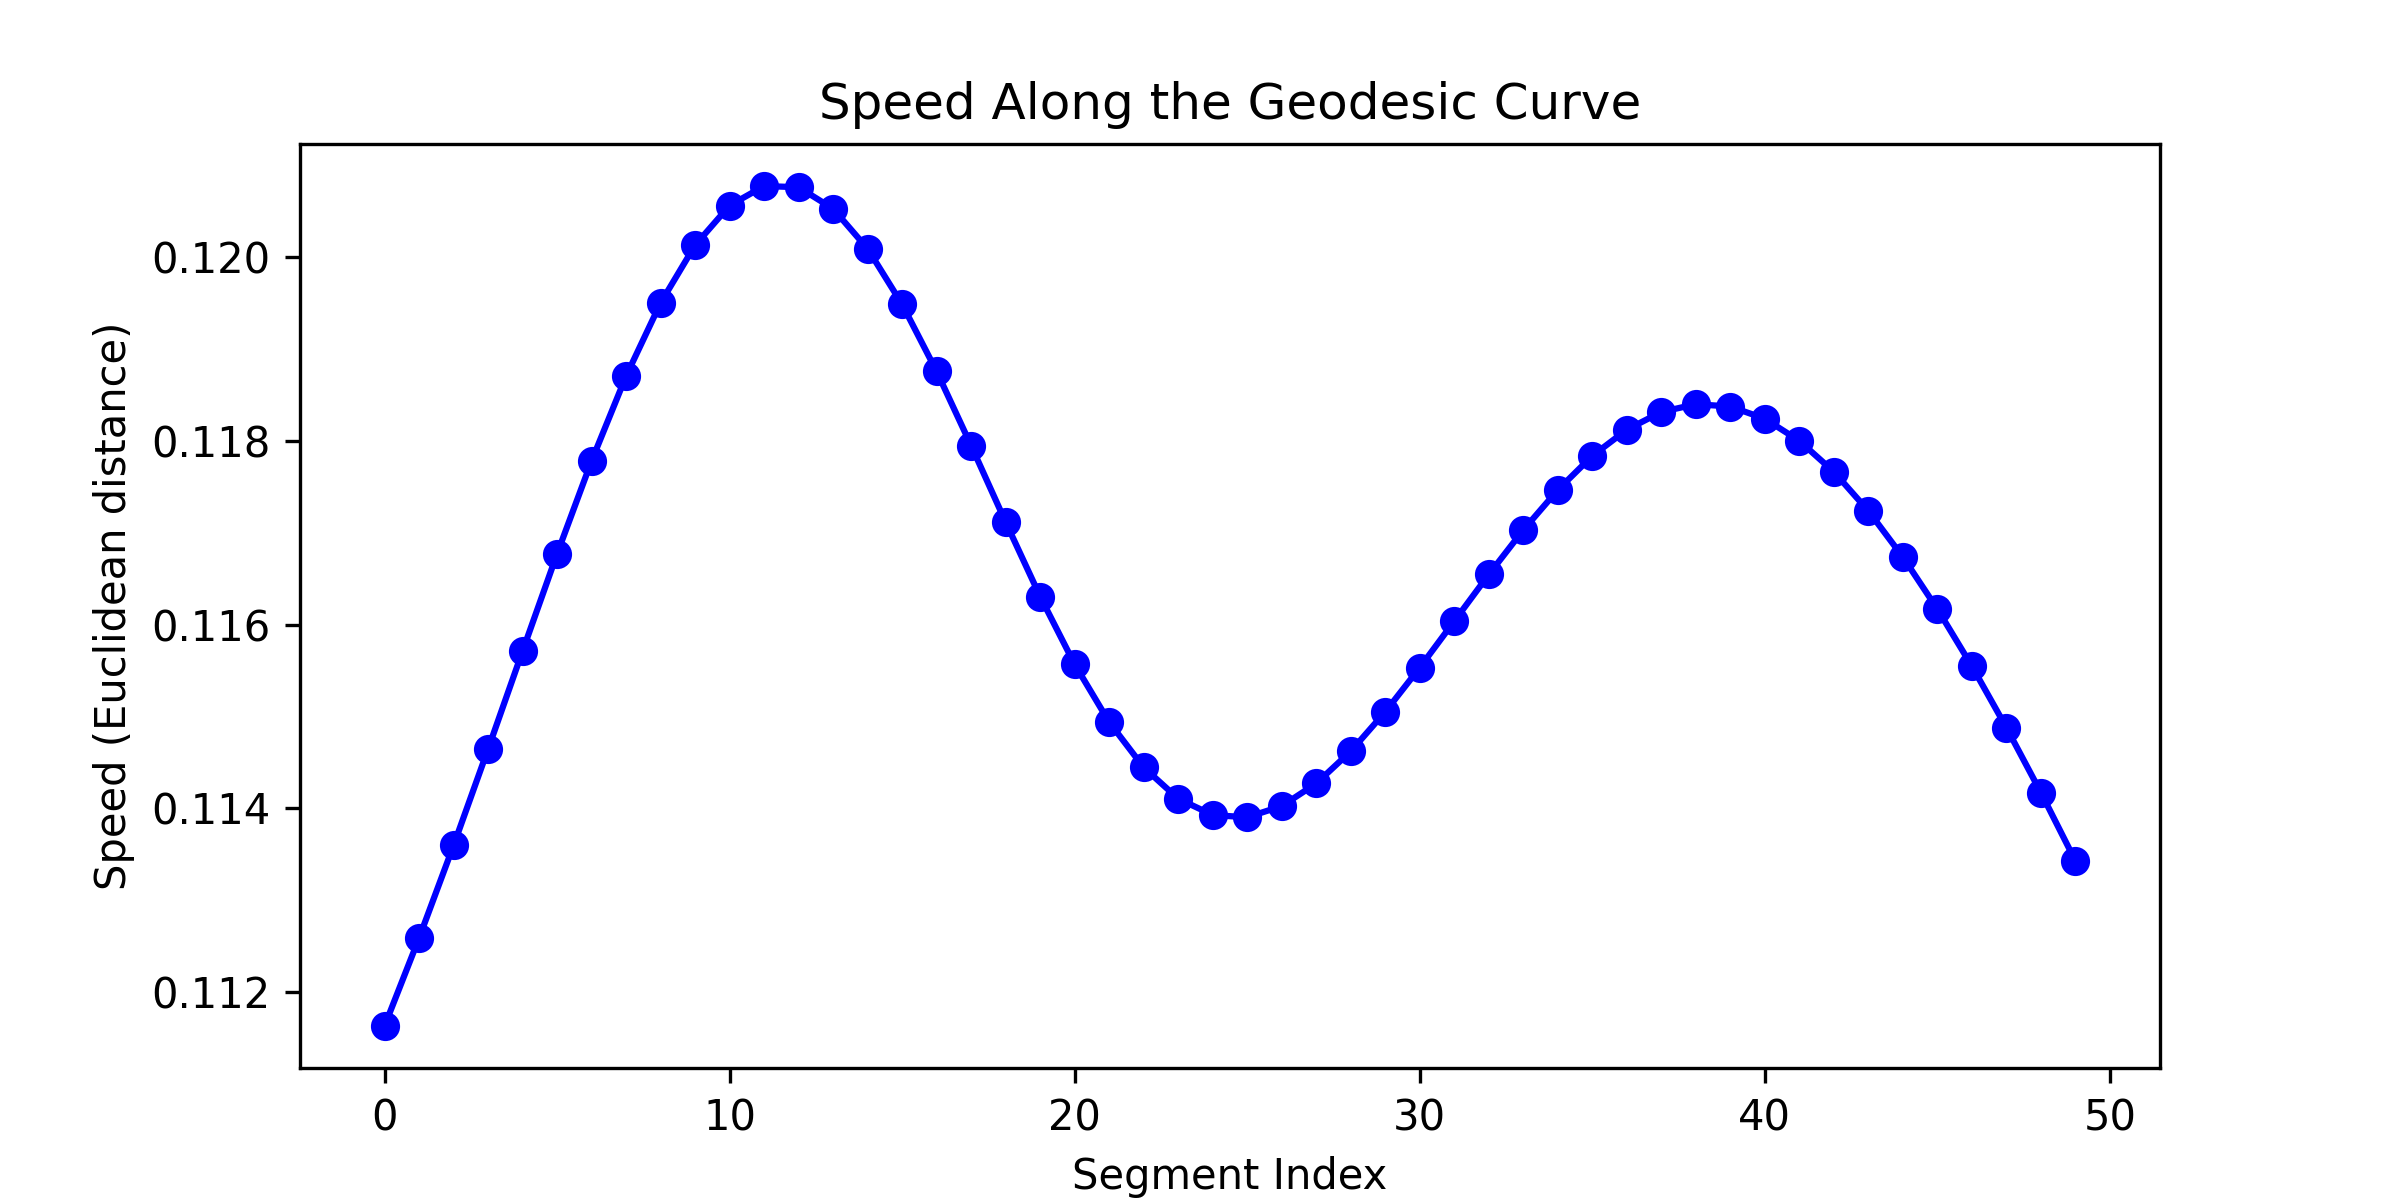 Speed Along the Geodesic Curve
Speed (Euclidean distance)
0.120
0.118
0.116
0.114
0.112
0 10 20 30 40 50
Segment Index